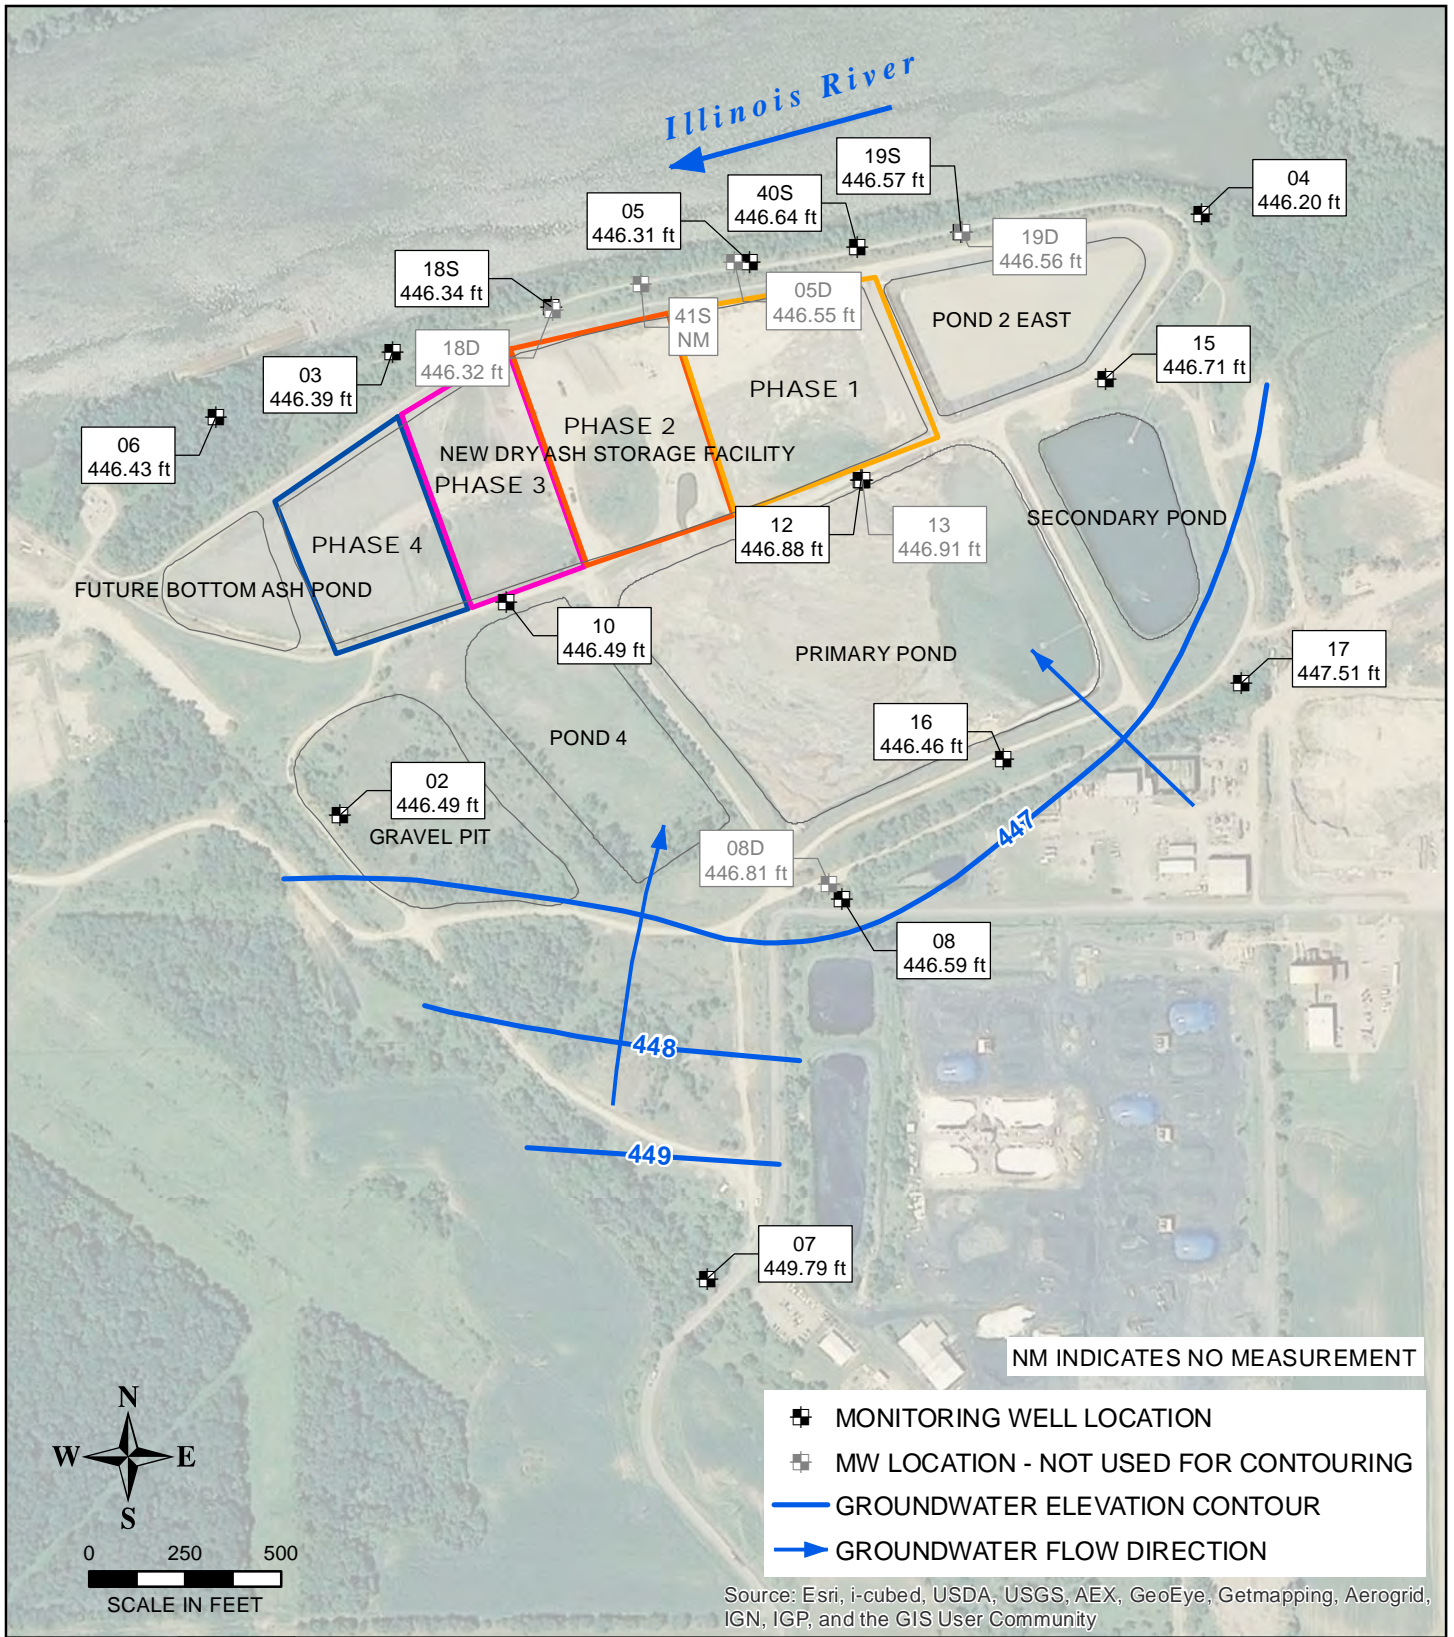 Illinois River
19S
446.57 ft
04
446.20 ft
40S
446.64 ft
05
446.31 ft
19D
446.56 ft
18S
446.34 ft
05D
446.55 ft
41S
NM
POND 2 EAST
18D
446.32 ft
15
446.71 ft
03
446.39 ft
PHASE 1
06
446.43 ft
PHASE 2
NEW DRY ASH STORAGE FACILITY
PHASE 3
12
446.88 ft
13
446.91 ft
SECONDARY POND
PHASE 4
FUTURE BOTTOM ASH POND
10
446.49 ft
PRIMARY POND
17
447.51 ft
POND 4
16
446.46 ft
02
446.49 ft
GRAVEL PIT
447
08D
446.81 ft
08
446.59 ft
448
449
07
449.79 ft
NM INDICATES NO MEASUREMENT
MONITORING WELL LOCATION
MW LOCATION - NOT USED FOR CONTOURING
GROUNDWATER ELEVATION CONTOUR
GROUNDWATER FLOW DIRECTION
N
W E
S
0 250 500
SCALE IN FEET
Source: Esri, i-cubed, USDA, USGS, AEX, GeoEye, Getmapping, Aerogrid,
IGN, IGP, and the GIS User Community